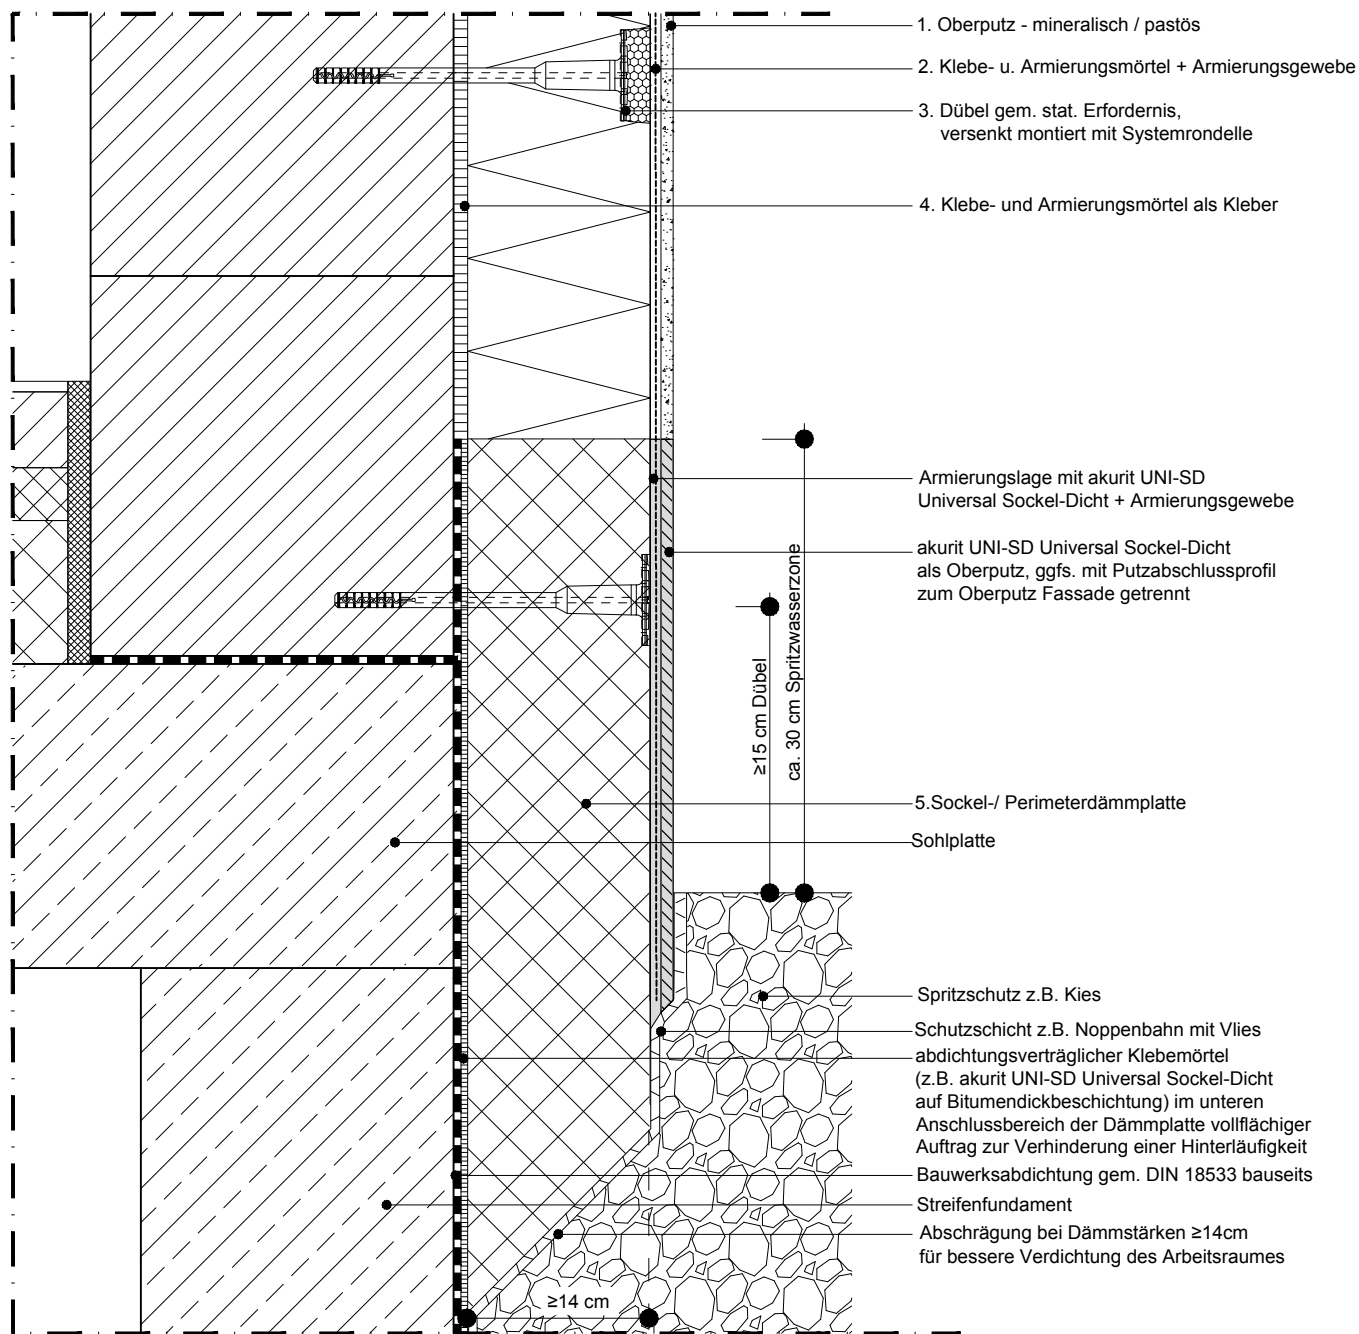 1. Oberputz - mineralisch / pastös
2. Klebe- u. Armierungsmörtel + Armierungsgewebe
3. Dübel gem. stat. Erfordernis,
versenkt montiert mit Systemrondelle
4. Klebe- und Armierungsmörtel als Kleber
Armierungslage mit akurit UNI-SD
Universal Sockel-Dicht + Armierungsgewebe
akurit UNI-SD Universal Sockel-Dicht
als Oberputz, ggfs. mit Putzabschlussprofil
zum Oberputz Fassade getrennt
≥15 cm Dübel
ca. 30 cm Spritzwasserzone
5.Sockel-/ Perimeterdämmplatte
Sohlplatte
Spritzschutz z.B. Kies
Schutzschicht z.B. Noppenbahn mit Vlies
abdichtungsverträglicher Klebemörtel
(z.B. akurit UNI-SD Universal Sockel-Dicht
auf Bitumendickbeschichtung) im unteren
Anschlussbereich der Dämmplatte vollflächiger
Auftrag zur Verhinderung einer Hinterläufigkeit
Bauwerksabdichtung gem. DIN 18533 bauseits
Streifenfundament
Abschrägung bei Dämmstärken ≥14cm
für bessere Verdichtung des Arbeitsraumes
≥14 cm